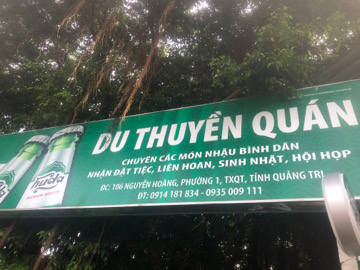 DU THUYỀN QUÁN
CHUYÊN CÁC MÓN NHẬU BÌNH DÂN
NHẬN ĐẶT TIỆC, LIÊN HOAN, SINH NHẬT, HỘI HỌP
ĐC: 106 NGUYỄN HOÀNG, PHƯỜNG 1, TXQT, TỈNH QUẢNG TRỊ
ĐT: 0914 181 834 - 0935 009 111
Huda